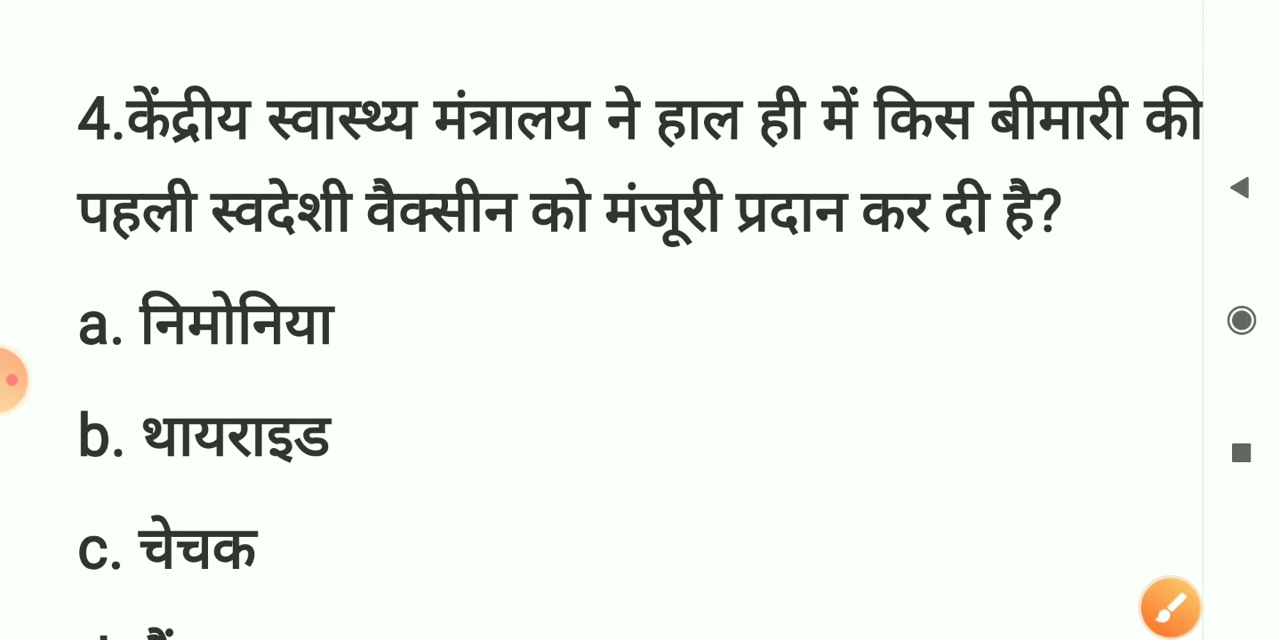 4.केंद्रीय स्वास्थ्य मंत्रालय ने हाल ही में किस बीमारी की
पहली स्वदेशी वैक्सीन को मंजूरी प्रदान कर दी है?
a. निमोनिया
b. थायराइड
c. चेचक